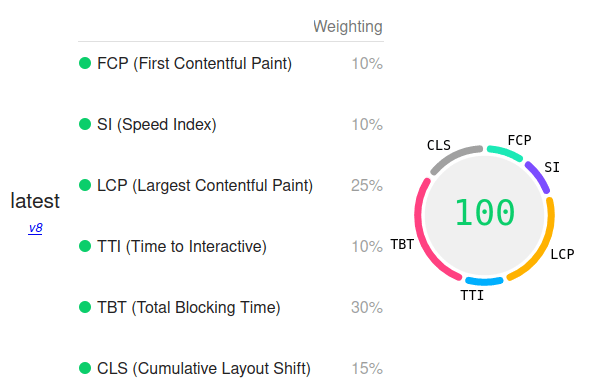 Weighting
FCP (First Contentful Paint) 10%
SI (Speed Index) 10%
LCP (Largest Contentful Paint) 25%
TTI (Time to Interactive) 10%
TBT (Total Blocking Time) 30%
CLS (Cumulative Layout Shift) 15%
latest
v8
CLS
FCP
SI
100
TBT
LCP
TTI